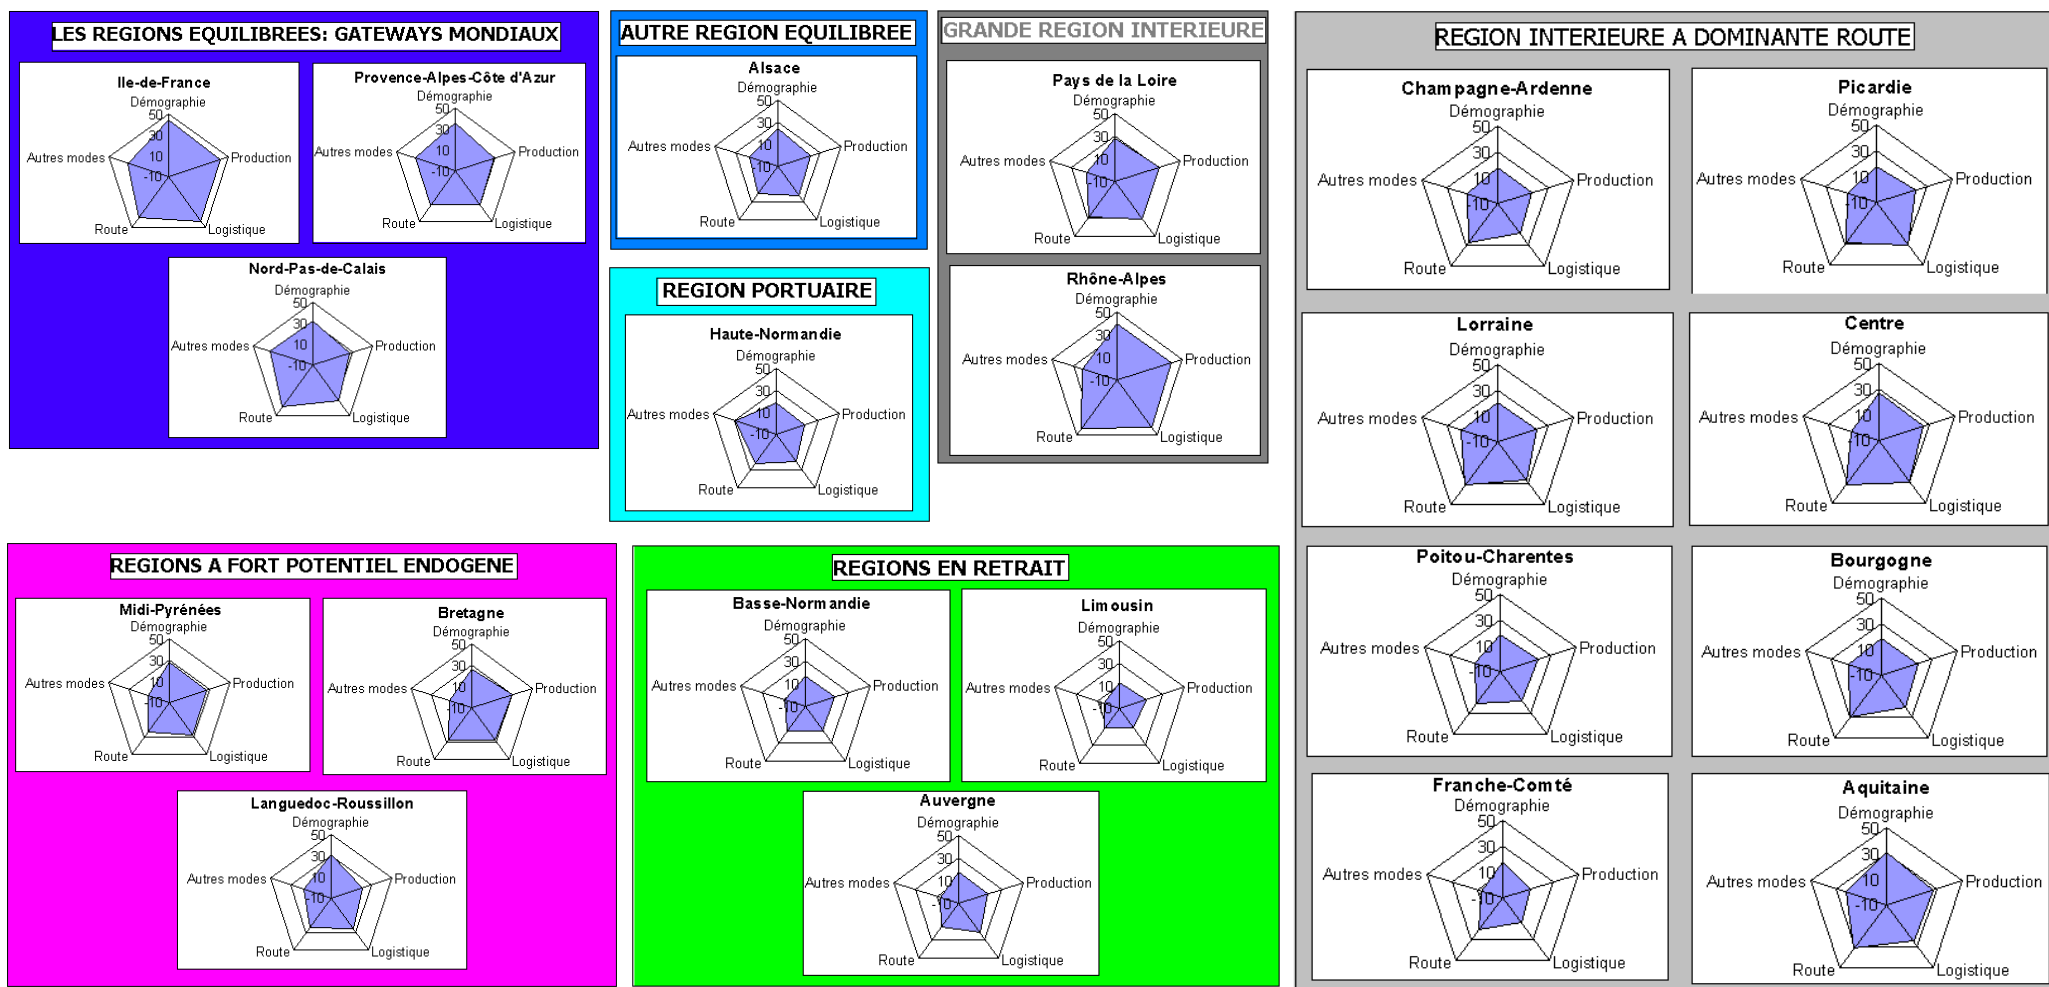 LES REGIONS EQUILIBREES: GATEWAYS MONDIAUX
Ile-de-France
Démographie
50
30
10
-10
Autres modes
Production
Route
Logistique
Provence-Alpes-Côte d'Azur
Démographie
50
30
10
-10
Autres modes
Production
Route
Logistique
Nord-Pas-de-Calais
Démographie
50
30
10
-10
Autres modes
Production
Route
Logistique
AUTRE REGION EQUILIBREE
Alsace
Démographie
50
30
10
-10
Autres modes
Production
Route
Logistique
REGION PORTUAIRE
Haute-Normandie
Démographie
50
30
10
-10
Autres modes
Production
Route
Logistique
GRANDE REGION INTERIEURE
Pays de la Loire
Démographie
50
30
10
-10
Autres modes
Production
Route
Logistique
Rhône-Alpes
Démographie
50
30
10
-10
Autres modes
Production
Route
Logistique
REGION INTERIEURE A DOMINANTE ROUTE
Champagne-Ardenne
Démographie
50
30
10
-10
Autres modes
Production
Route
Logistique
Picardie
Démographie
50
30
10
-10
Autres modes
Production
Route
Logistique
Lorraine
Démographie
50
30
10
-10
Autres modes
Production
Route
Logistique
Centre
Démographie
50
30
10
-10
Autres modes
Production
Route
Logistique
Poitou-Charentes
Démographie
50
30
10
-10
Autres modes
Production
Route
Logistique
Bourgogne
Démographie
50
30
10
-10
Autres modes
Production
Route
Logistique
Franche-Comté
Démographie
50
30
10
-10
Autres modes
Production
Route
Logistique
Aquitaine
Démographie
50
30
10
-10
Autres modes
Production
Route
Logistique
REGIONS A FORT POTENTIEL ENDOGENE
Midi-Pyrénées
Démographie
50
30
10
-10
Autres modes
Production
Route
Logistique
Bretagne
Démographie
50
30
10
-10
Autres modes
Production
Route
Logistique
Languedoc-Roussillon
Démographie
50
30
10
-10
Autres modes
Production
Route
Logistique
REGIONS EN RETRAIT
Basse-Normandie
Démographie
50
30
10
-10
Autres modes
Production
Route
Logistique
Limousin
Démographie
50
30
10
-10
Autres modes
Production
Route
Logistique
Auvergne
Démographie
50
30
10
-10
Autres modes
Production
Route
Logistique